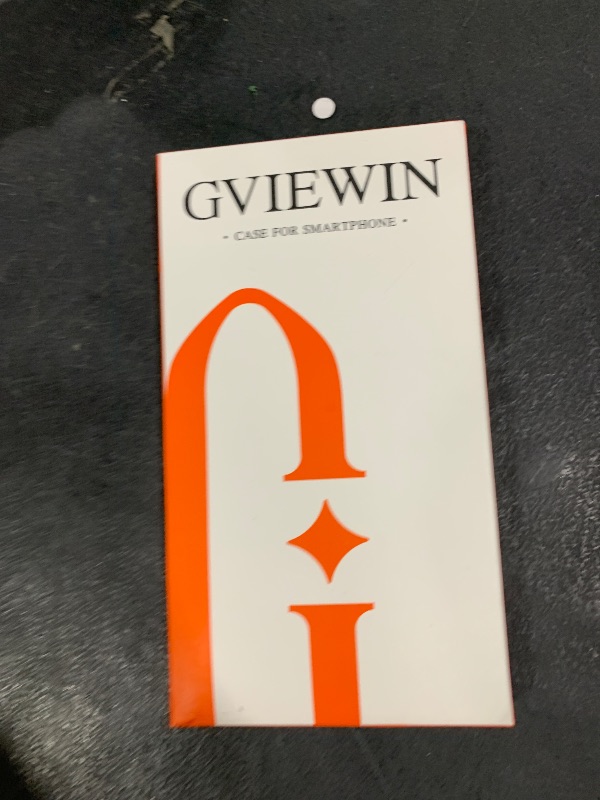 GVIEWIN
- CASE FOR SMARTPHONE -